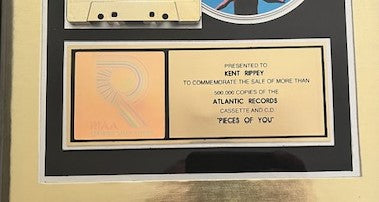 RIAA
PRESENTED TO
KENT RIPPEY
TO COMMEMORATE THE SALE OF MORE THAN
500,000 COPIES OF THE
ATLANTIC RECORDS
CASSETTE AND C.D.
"PIECES OF YOU"